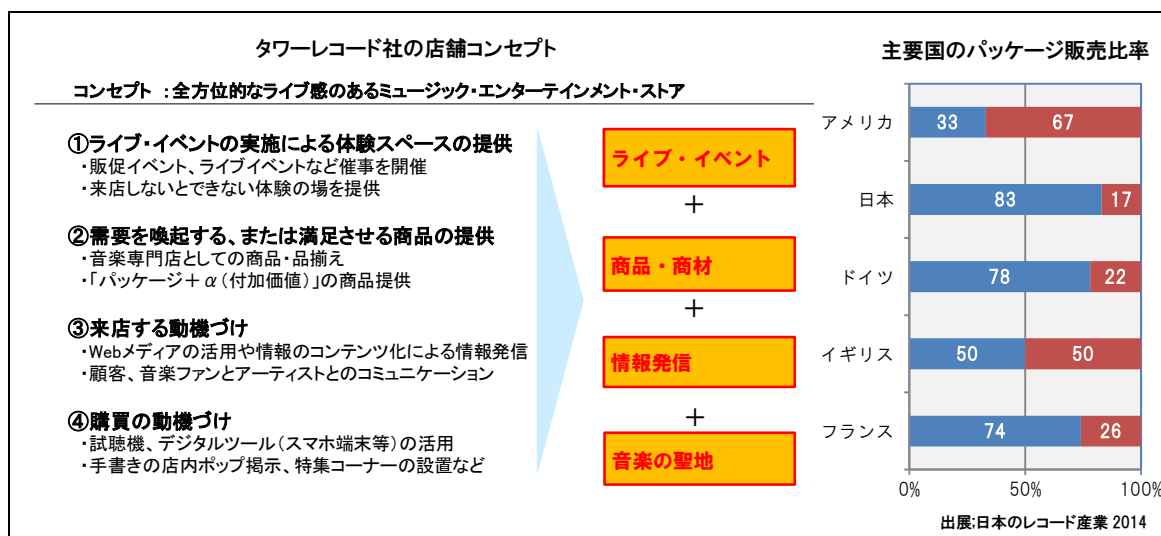 タワーレコード社の店舗コンセプト
コンセプト ：全方位的なライブ感のあるミュージック・エンターテインメント・ストア
①ライブ・イベントの実施による体験スペースの提供
・販促イベント、ライブイベントなど催事を開催
・来店しないとできない体験の場を提供
②需要を喚起する、または満足させる商品の提供
・音楽専門店としての商品・品揃え
・「パッケージ＋α（付加価値）」の商品提供
③来店する動機づけ
・Webメディアの活用や情報のコンテンツ化による情報発信
・顧客、音楽ファンとアーティストとのコミュニケーション
④購買の動機づけ
・試聴機、デジタルツール（スマホ端末等）の活用
・手書きの店内ポップ掲示、特集コーナーの設置など
ライブ・イベント
＋
商品・商材
＋
情報発信
＋
音楽の聖地
主要国のパッケージ販売比率
アメリカ 33 67
日本 83 17
ドイツ 78 22
イギリス 50 50
フランス 74 26
0% 50% 100%
出展;日本のレコード産業 2014